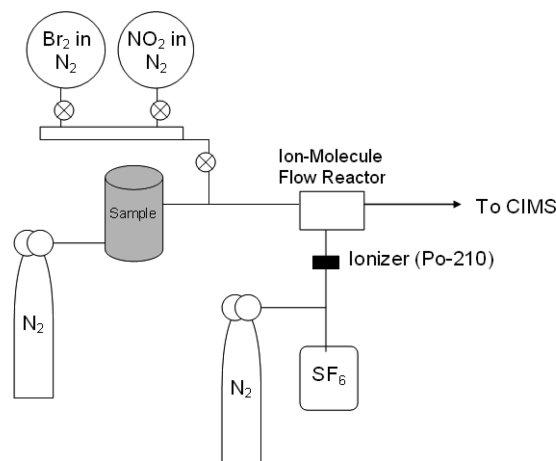 Br₂ in
N₂
NO₂ in
N₂
Ion-Molecule
Flow Reactor
Sample
To CIMS
Ionizer (Po-210)
N₂
SF₆
N₂